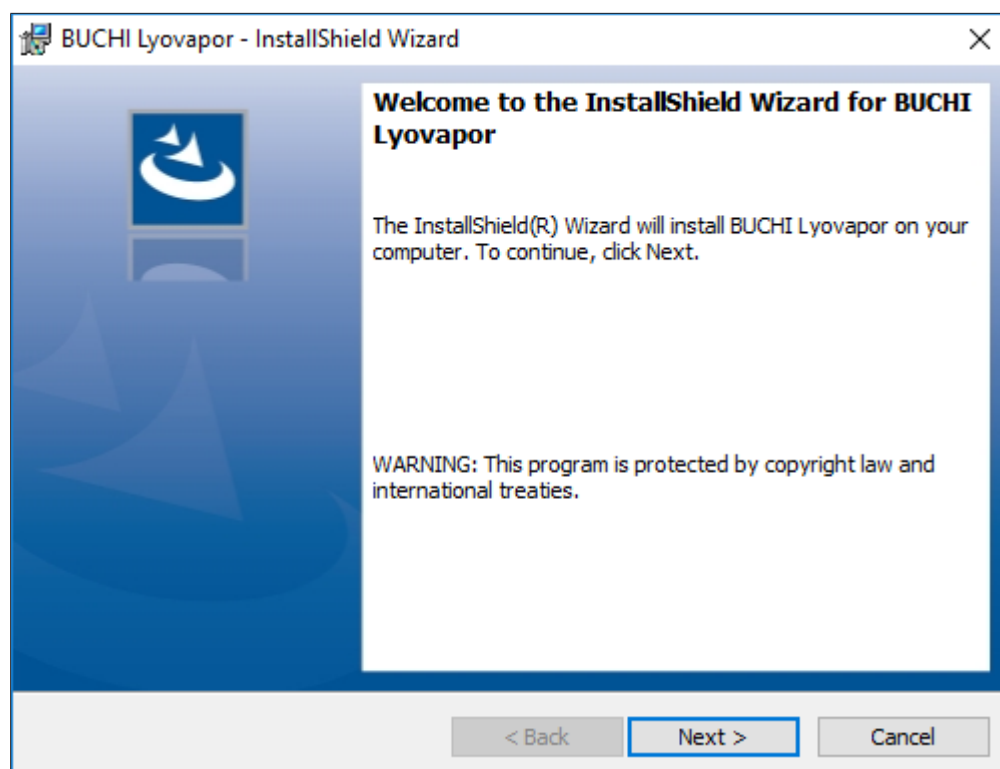 BUCHI Lyovapor - InstallShield Wizard
Welcome to the InstallShield Wizard for BUCHI
Lyovapor
The InstallShield(R) Wizard will install BUCHI Lyovapor on your
computer. To continue, click Next.
WARNING: This program is protected by copyright law and
international treaties.
< Back
Next >
Cancel